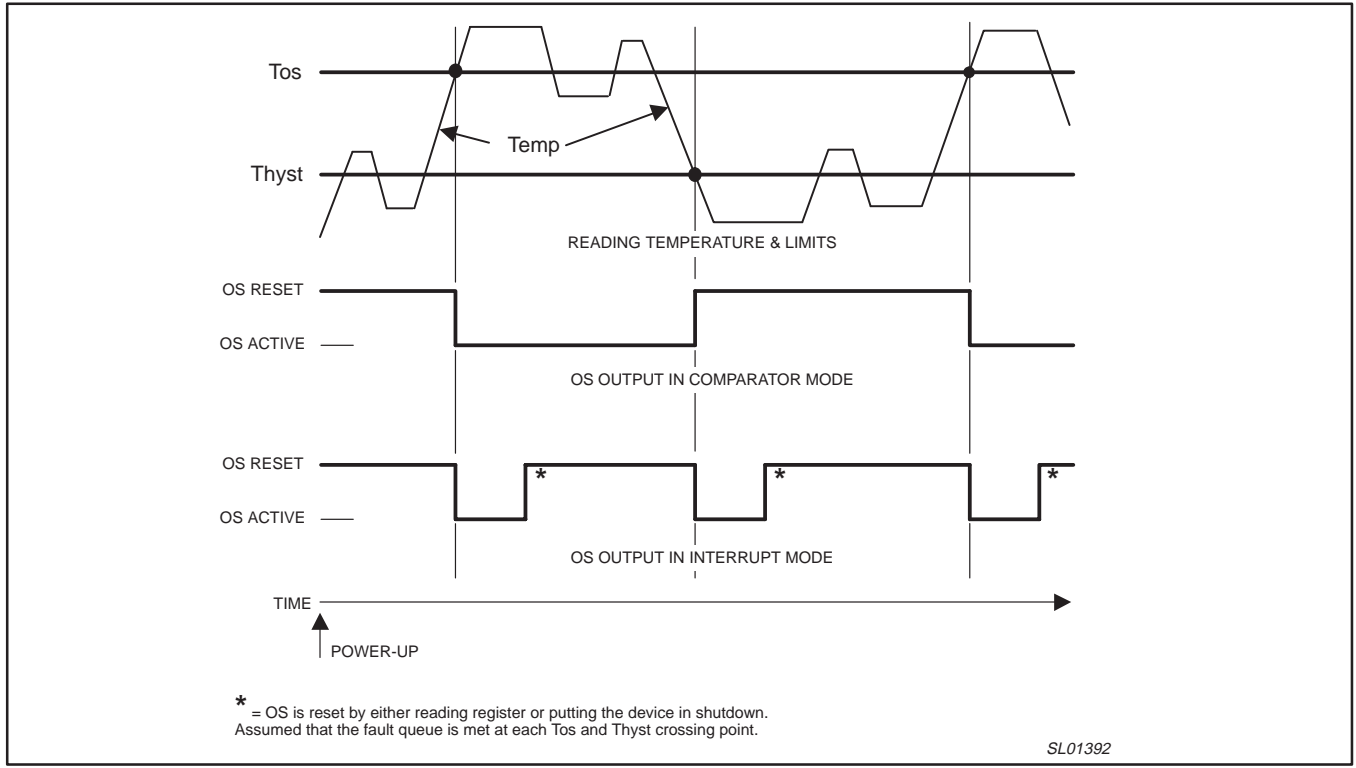 Tos
Temp
Thyst
READING TEMPERATURE & LIMITS
OS RESET
OS ACTIVE
OS OUTPUT IN COMPARATOR MODE
OS RESET
*
*
*
OS ACTIVE
OS OUTPUT IN INTERRUPT MODE
TIME
POWER-UP
* = OS is reset by either reading register or putting the device in shutdown.
Assumed that the fault queue is met at each Tos and Thyst crossing point.
SL01392